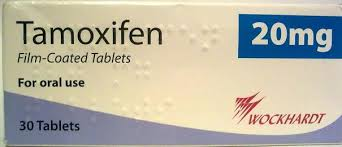 Tamoxifen
20mg
Film-Coated Tablets
For oral use
30 Tablets
WOCKHARDT